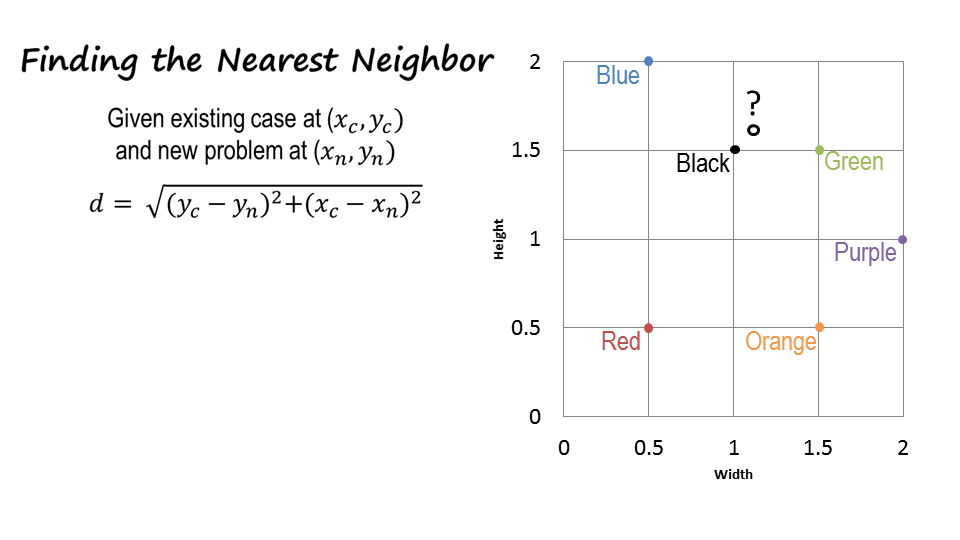 Finding the Nearest Neighbor
Given existing case at (x_c, y_c)
and new problem at (x_n, y_n)
d = √(y_c − y_n)²+(x_c − x_n)²
2
Blue
?
1.5
Black
Green
Height
1
Purple
0.5
Red
Orange
0
0 0.5 1 1.5 2
Width